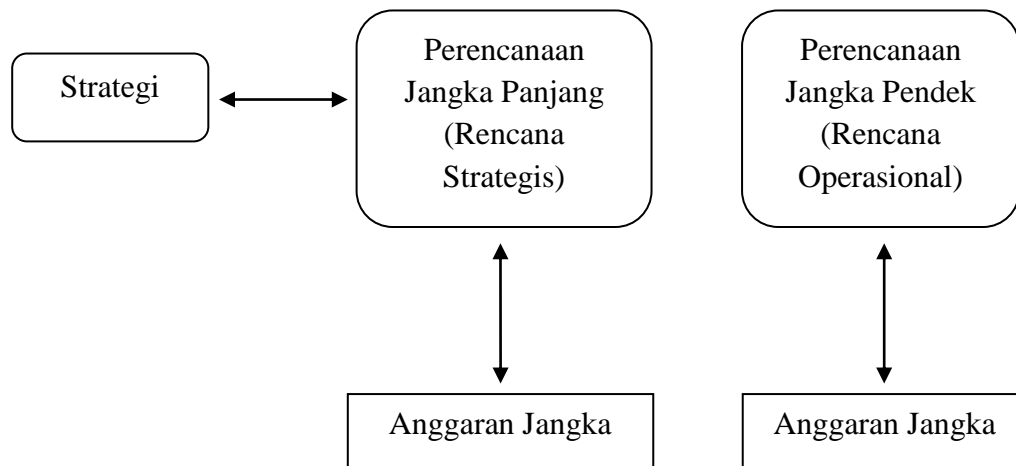 Strategi
Perencanaan
Jangka Panjang
(Rencana
Strategis)
Perencanaan
Jangka Pendek
(Rencana
Operasional)
Anggaran Jangka
Anggaran Jangka